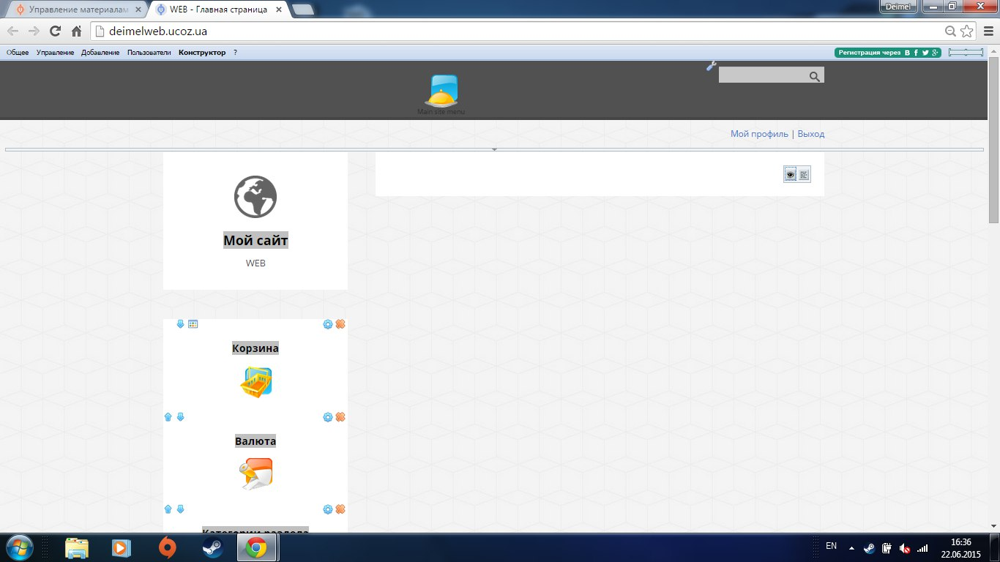 Управление материалам
WEB - Главная страница
Deimel
deimelweb.ucoz.ua
Общее Управление Добавление Пользователи Конструктор ?
Регистрация через
Main site menu
Мой профиль | Выход
Мой сайт
WEB
Корзина
Валюта
Категории раздела
EN
16:36
22.06.2015